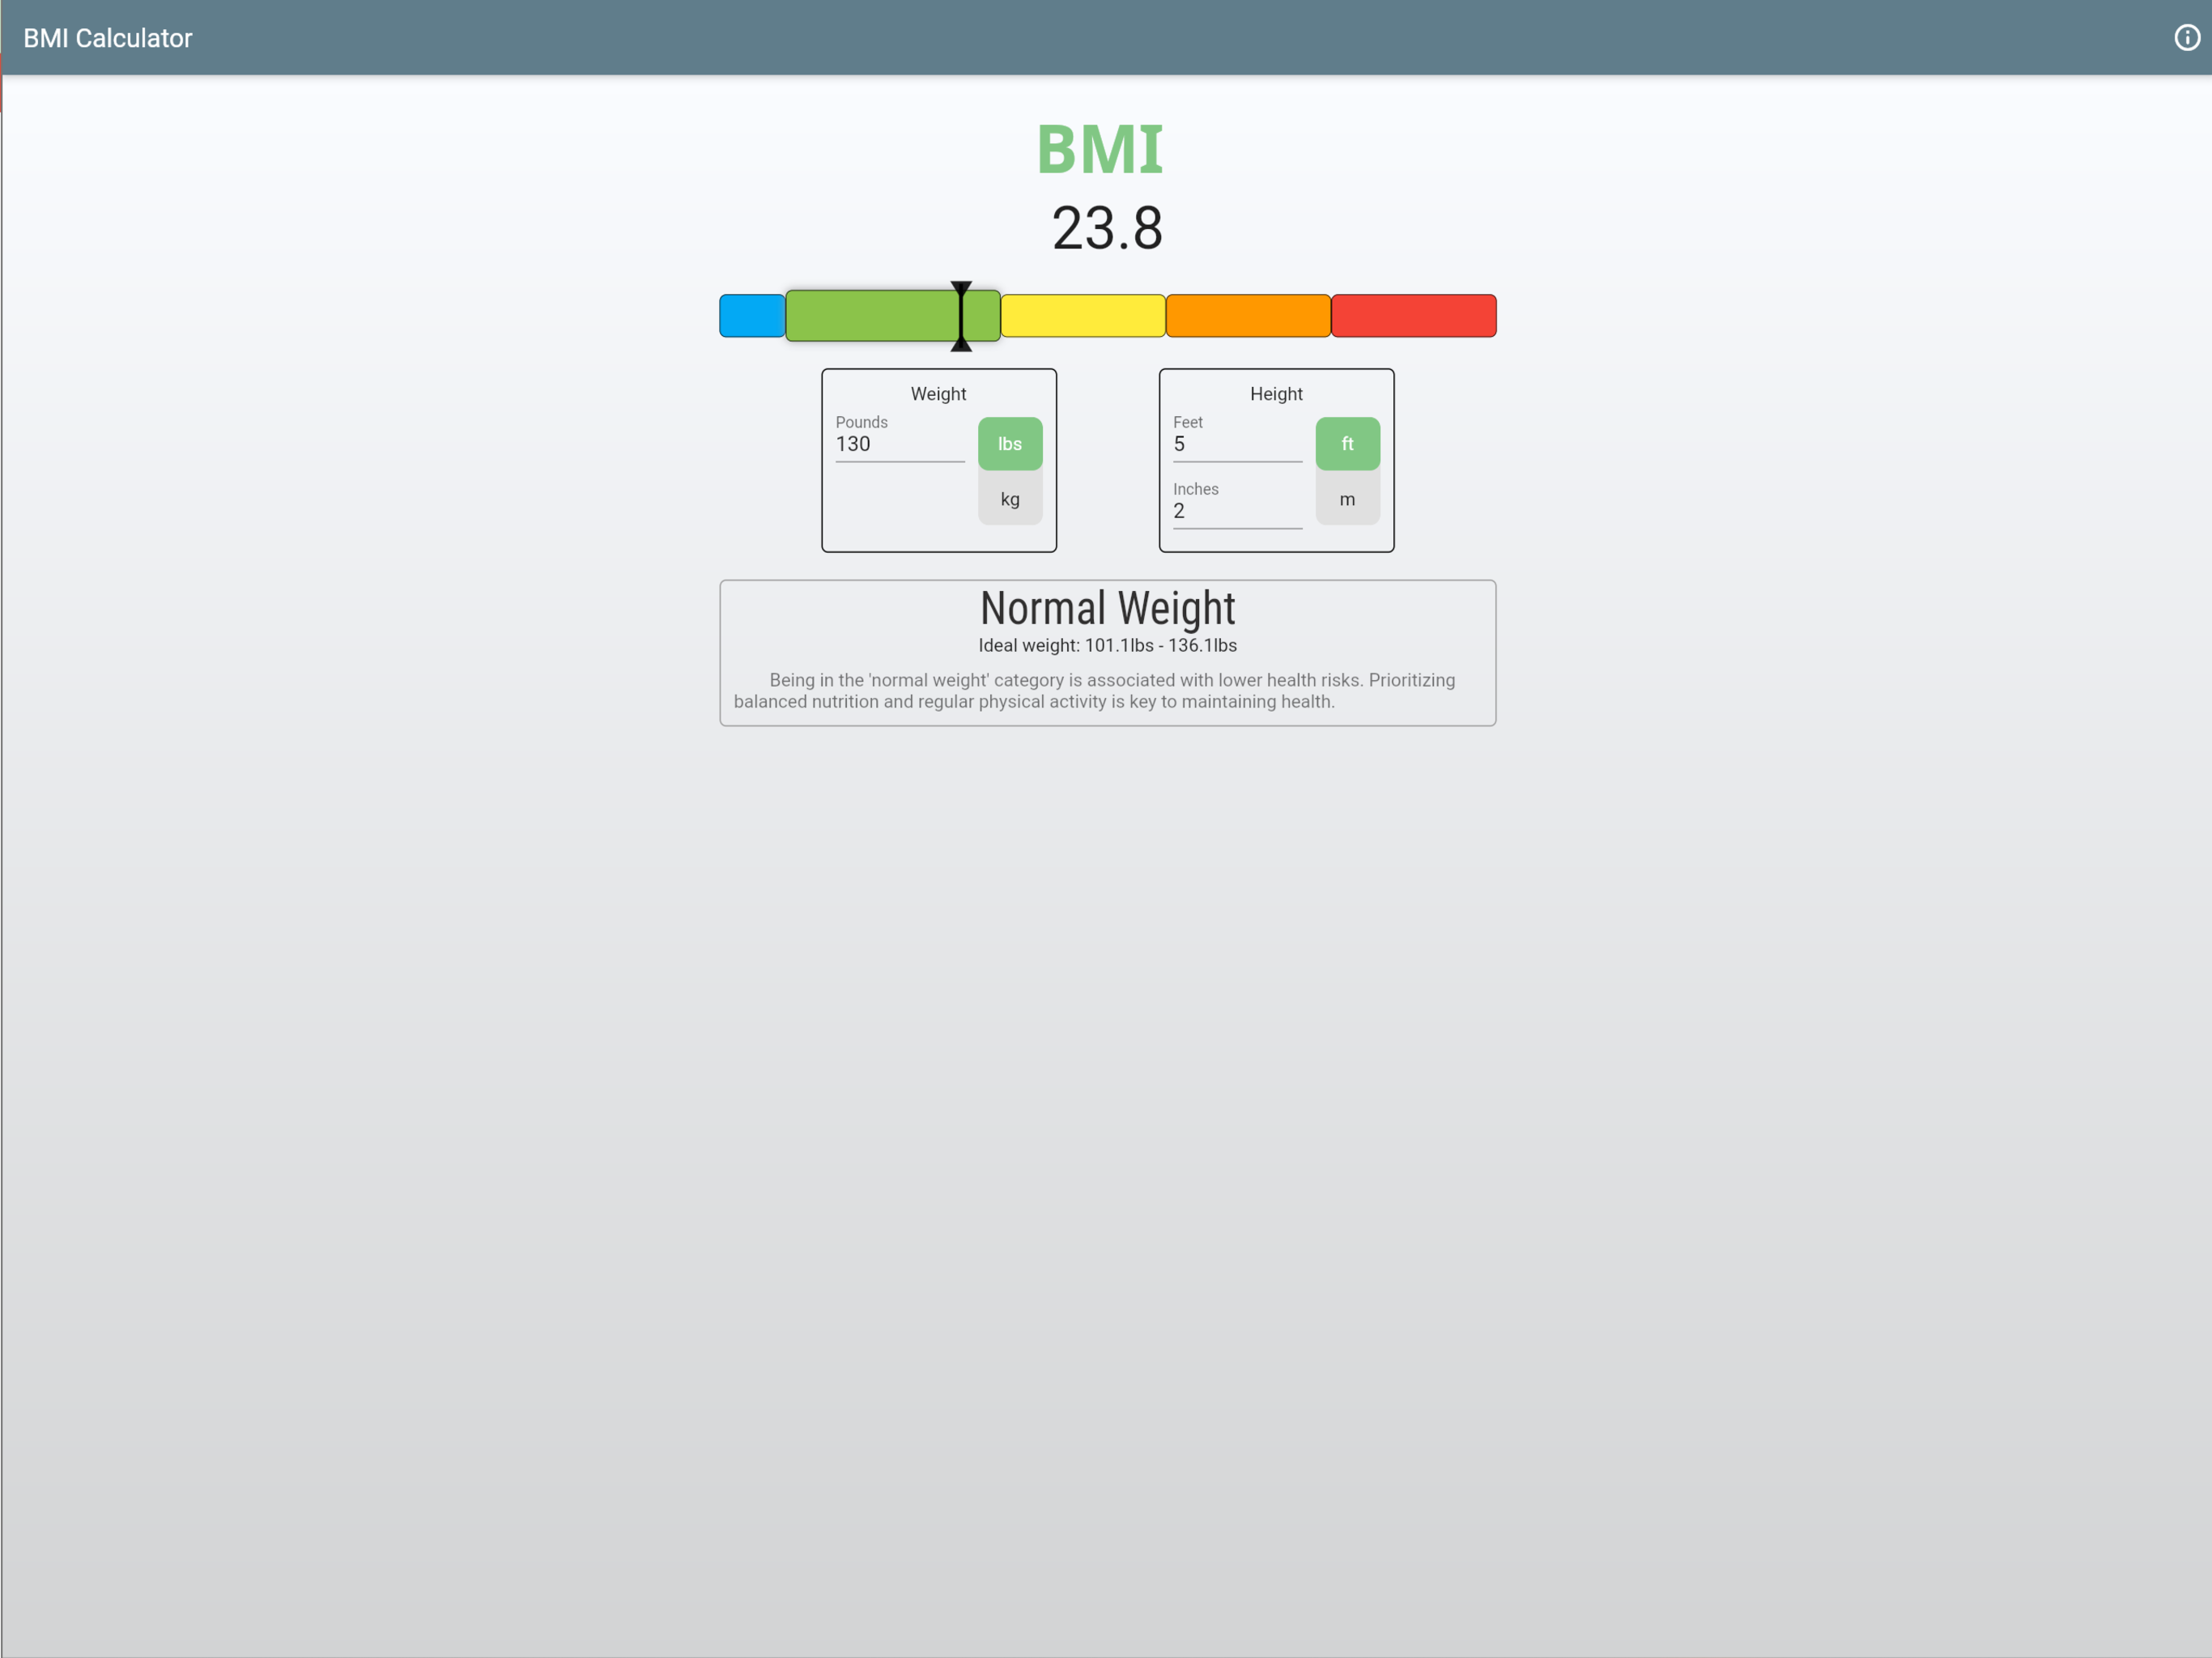 BMI Calculator
BMI
23.8
Weight
Pounds
130
lbs
kg
Height
Feet
5
ft
Inches
2
m
Normal Weight
Ideal weight: 101.1lbs - 136.1lbs
Being in the 'normal weight' category is associated with lower health risks. Prioritizing
balanced nutrition and regular physical activity is key to maintaining health.